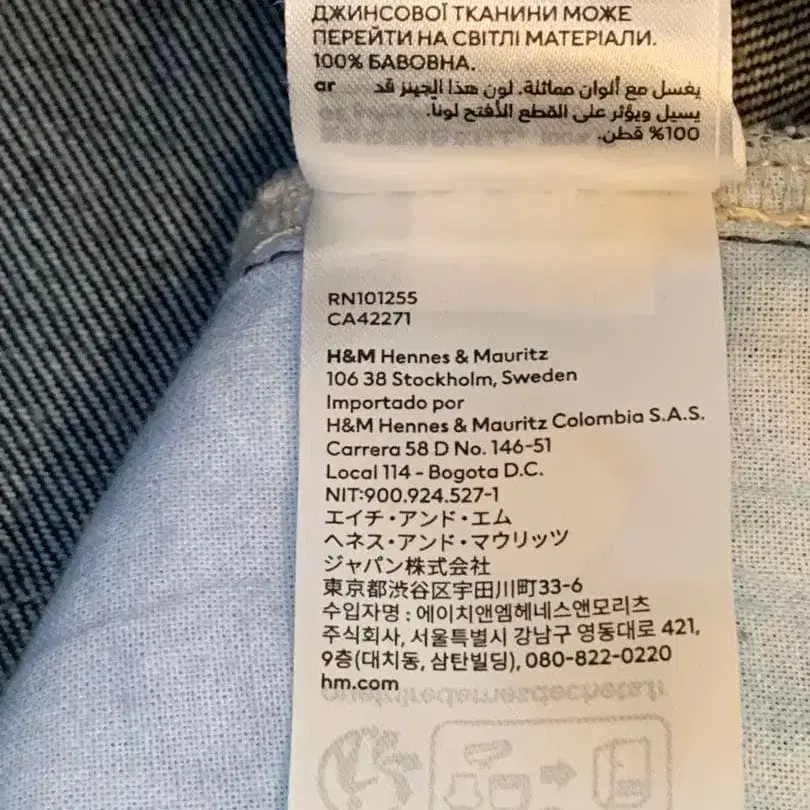 ДЖИНСОВОЇ ТКАНИНИ МОЖЕ
ПЕРЕЙТИ НА СВІТЛІ МАТЕРІАЛИ.
100% БАВОВНА.
ar يغسل مع ألوان مماثلة. لون هذا الجينز قد
يسيل ويؤثر على القطع الأفتح لوناً.
100% قطن.
RN101255
CA42271
H&M Hennes & Mauritz
106 38 Stockholm, Sweden
Importado por
H&M Hennes & Mauritz Colombia S.A.S.
Carrera 58 D No. 146-51
Local 114 - Bogota D.C.
NIT:900.924.527-1
エイチ・アンド・エム
ヘネス・アンド・マウリッツ
ジャパン株式会社
東京都渋谷区宇田川町33-6
수입자명 : 에이치앤엠헤네스앤모리츠
주식회사, 서울특별시 강남구 영동대로 421,
9층(대치동, 삼탄빌딩), 080-822-0220
hm.com